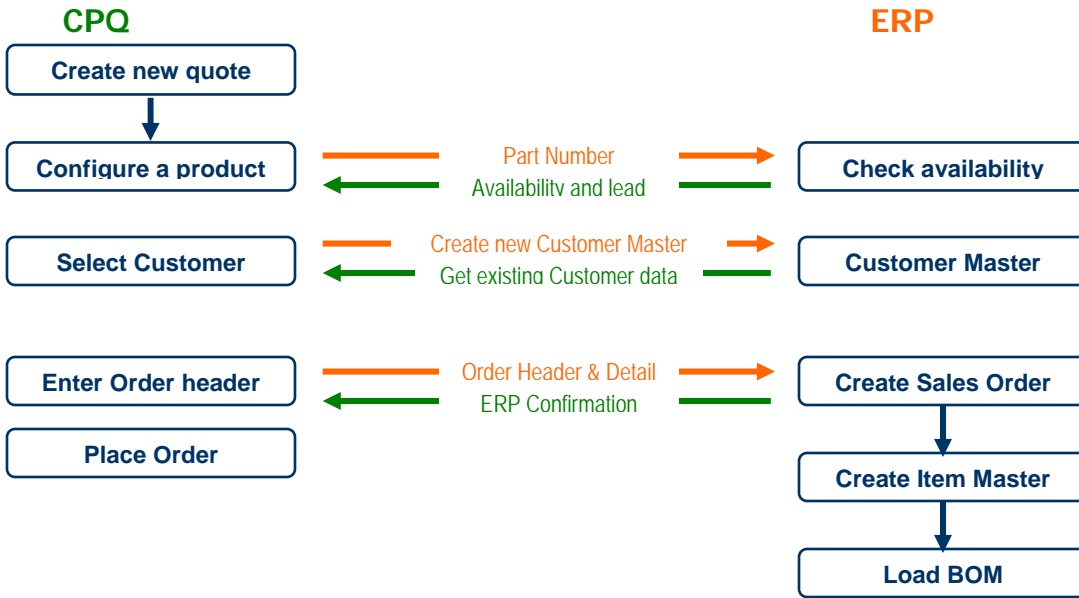 CPQ
ERP
Create new quote
Configure a product
Part Number
Availability and lead
Check availability
Select Customer
Create new Customer Master
Get existing Customer data
Customer Master
Enter Order header
Order Header & Detail
ERP Confirmation
Create Sales Order
Place Order
Create Item Master
Load BOM